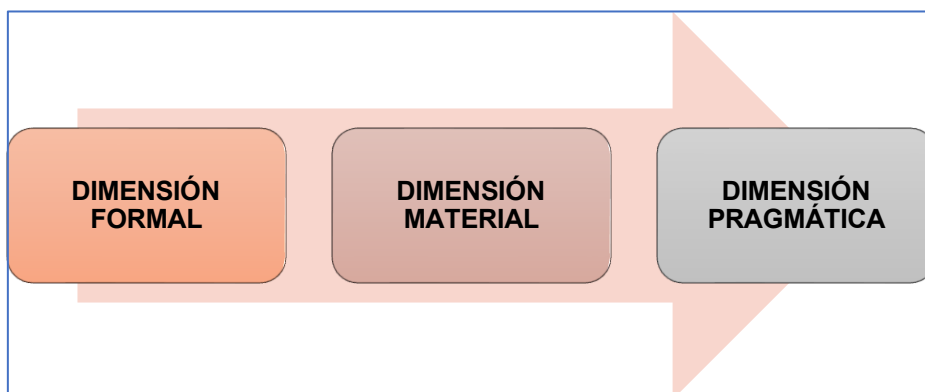 DIMENSIÓN
FORMAL
DIMENSIÓN
MATERIAL
DIMENSIÓN
PRAGMÁTICA